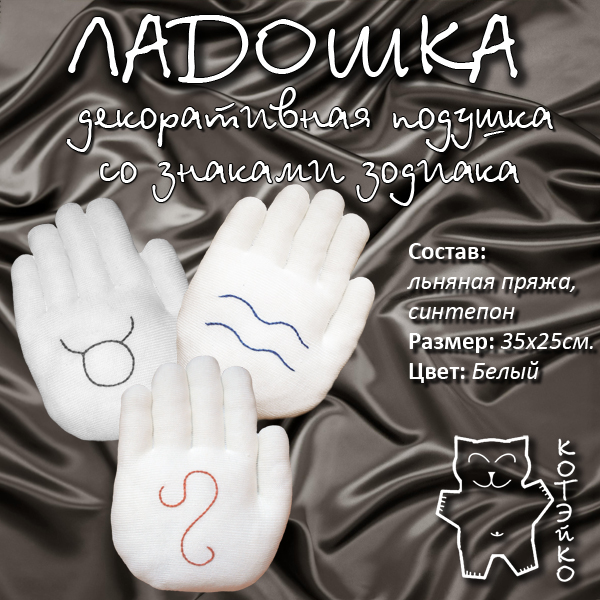 ЛАДОШКА
декоративная подушка
со знаками зодиака
Состав:
льняная пряжа,
синтепон
Размер: 35х25см.
Цвет: Белый
КОТЭЙКО